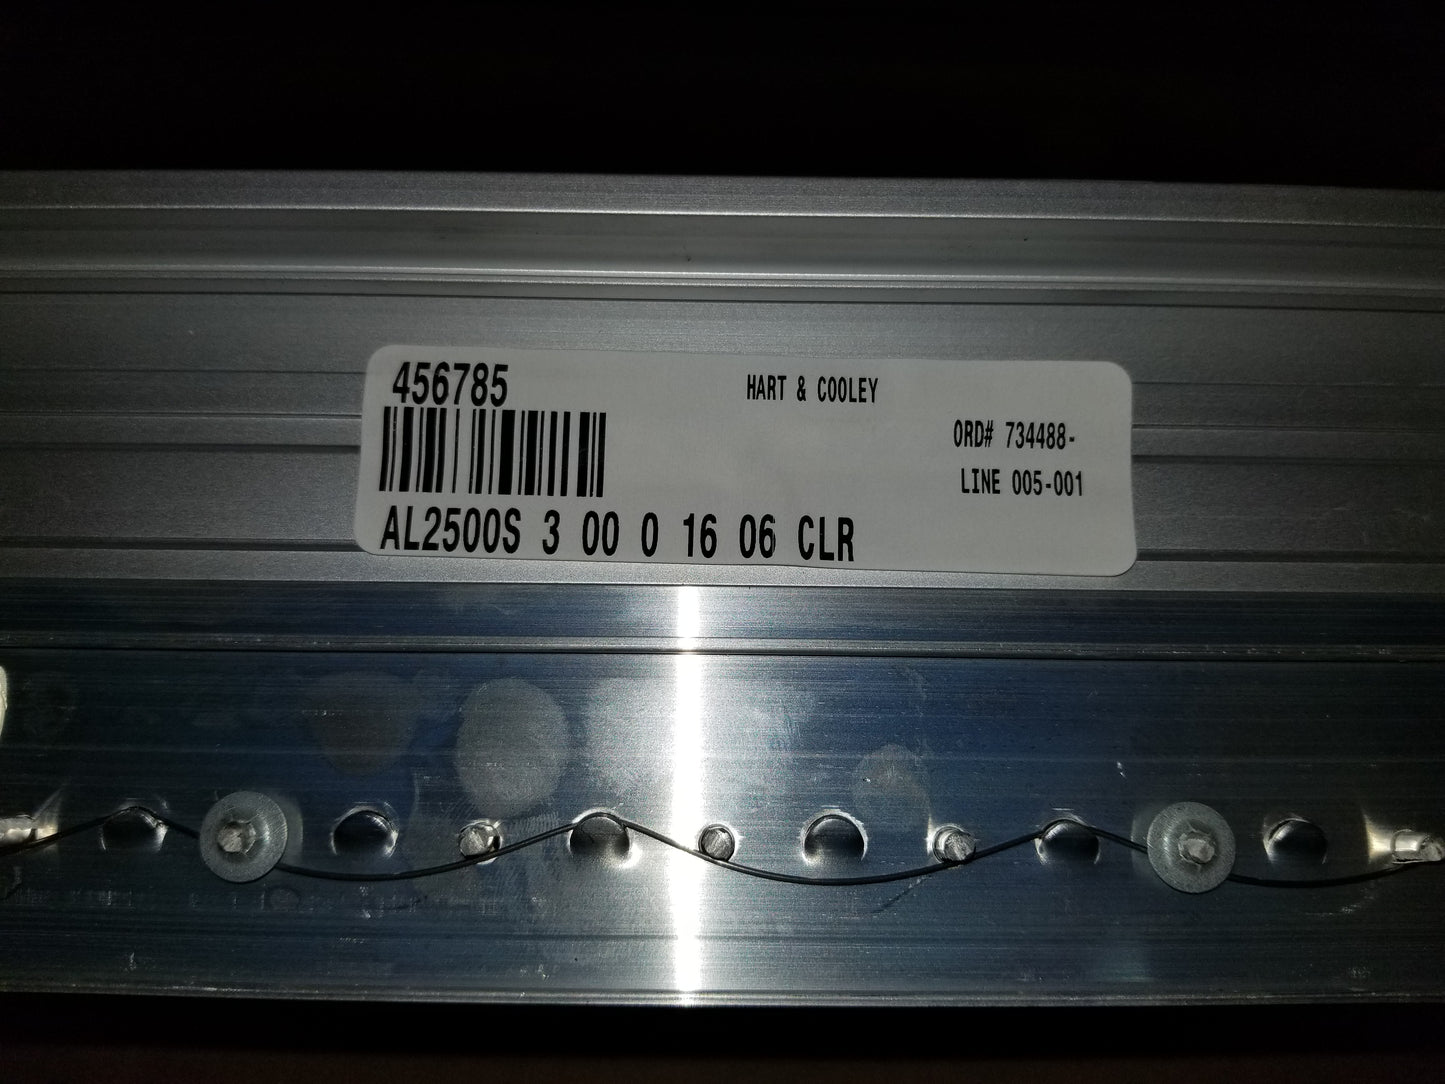 456785
HART & COOLEY
ORD# 734488-
LINE 005-001
AL2500S 3 00 0 16 06 CLR